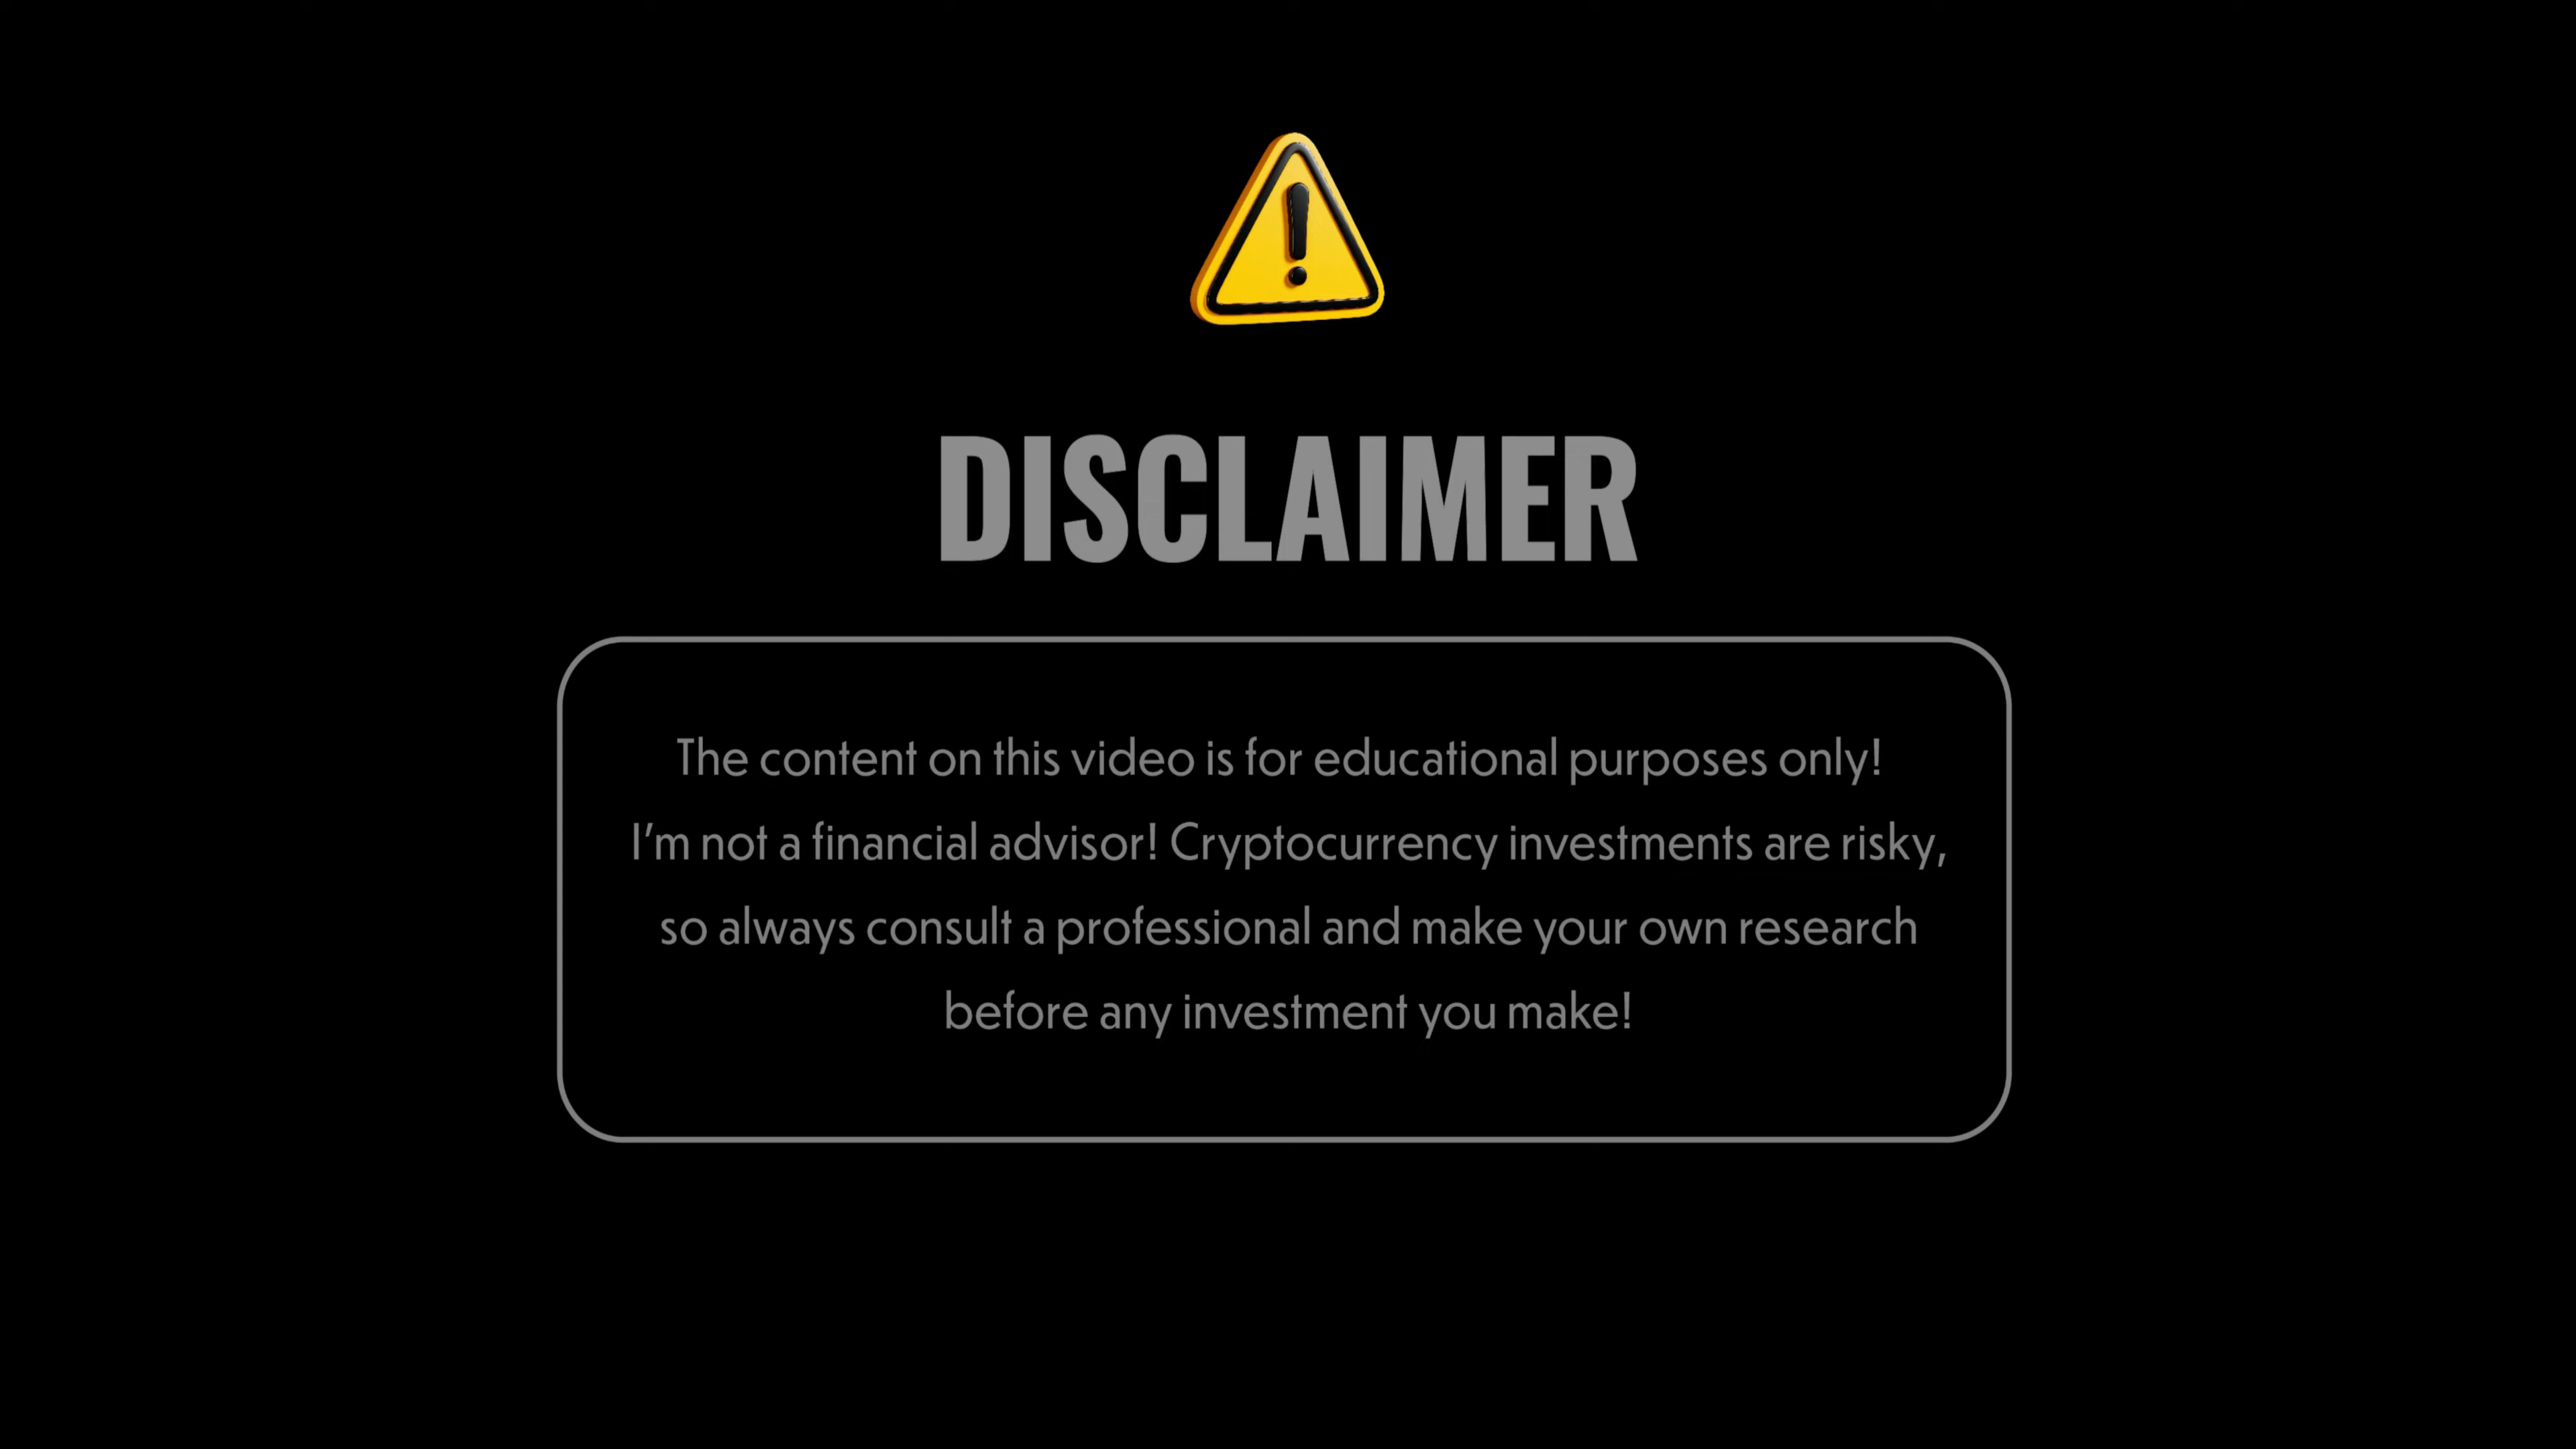 DISCLAIMER
The content on this video is for educational purposes only!
I'm not a financial advisor! Cryptocurrency investments are risky,
so always consult a professional and make your own research
before any investment you make!